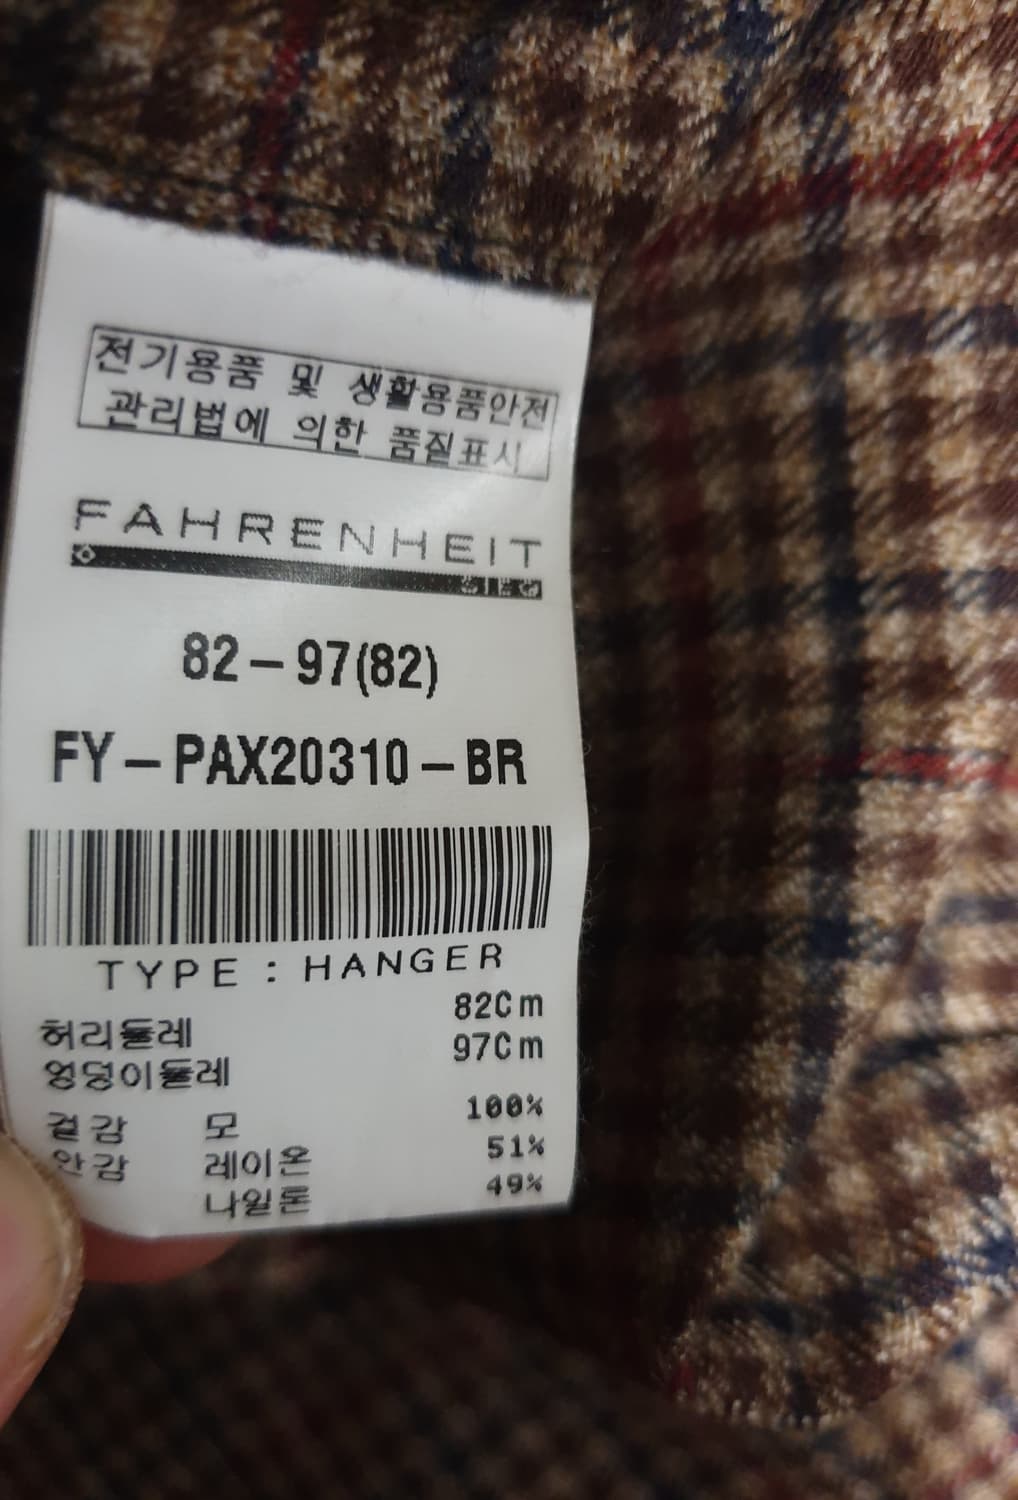 전기용품 및 생활용품안전
관리법에 의한 품질표시
FAHRENHEIT
SIEG
82-97(82)
FY-PAX20310-BR
TYPE : HANGER
허리둘레 82Cm
엉덩이둘레 97Cm
겉감 모 100%
안감 레이온 51%
나일론 49%